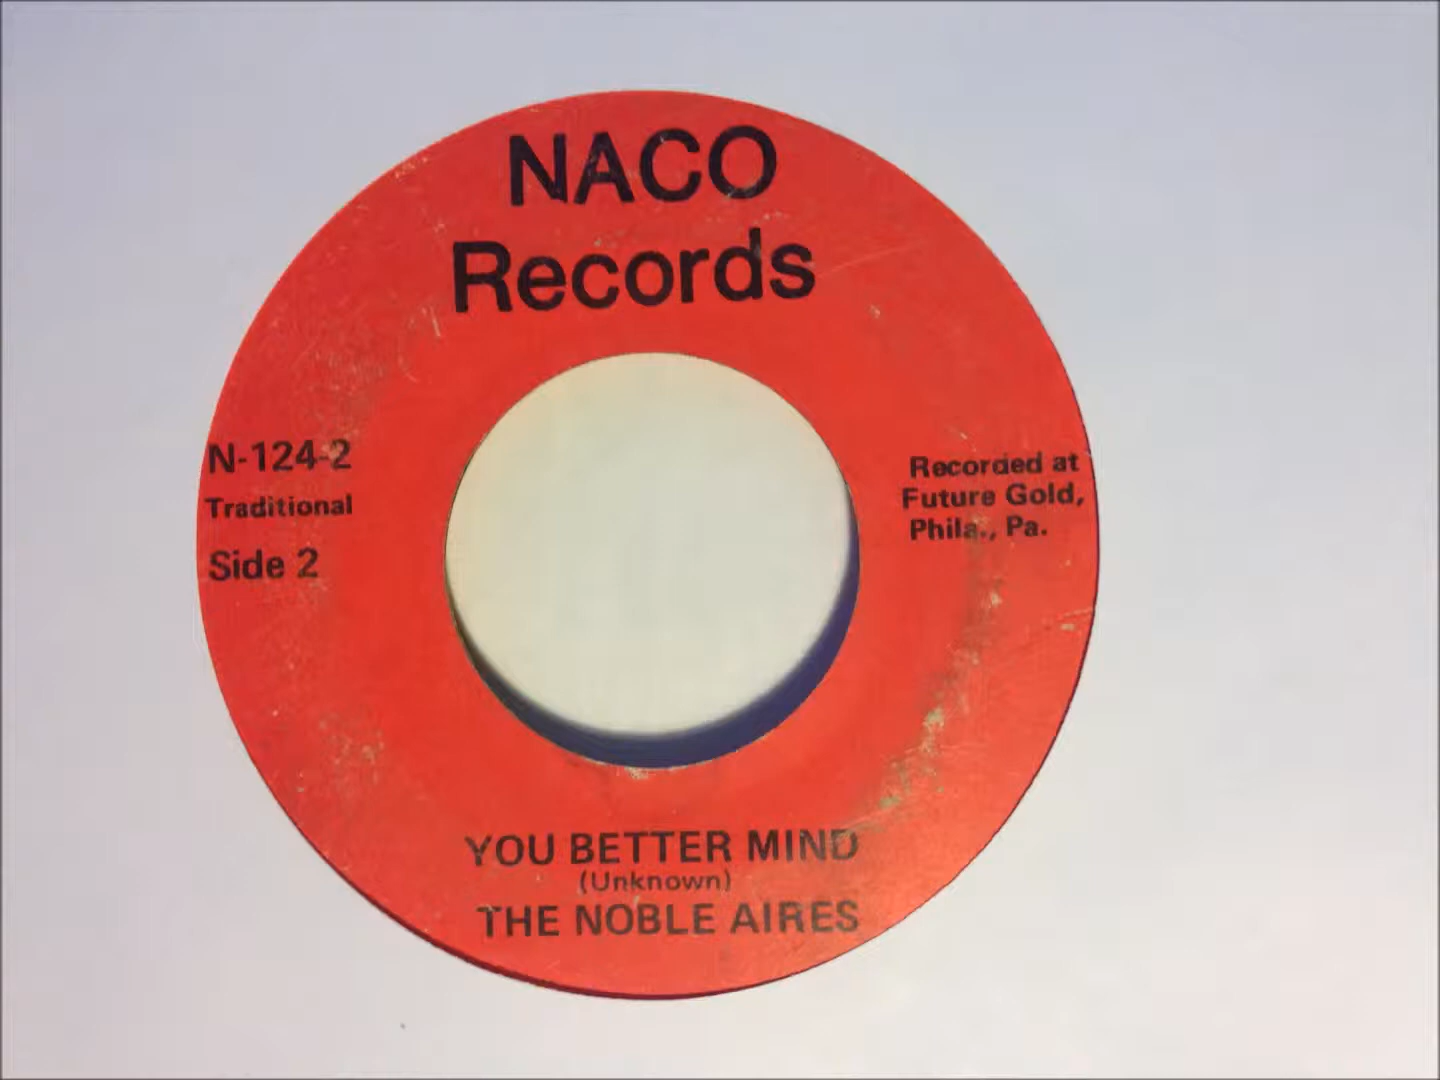 NACO
Records
N-124-2
Traditional
Side 2
Recorded at
Future Gold,
Phila., Pa.
YOU BETTER MIND
(Unknown)
THE NOBLE AIRES